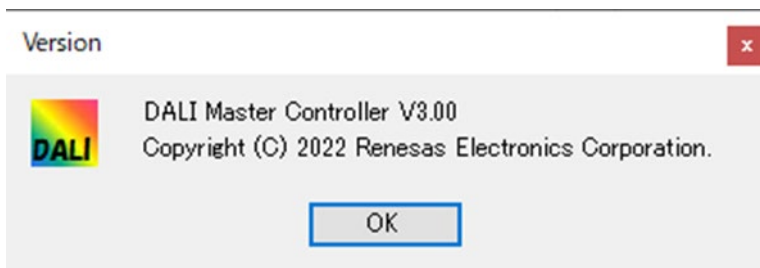 Version
x
DALI
DALI Master Controller V3.00
Copyright (C) 2022 Renesas Electronics Corporation.
OK